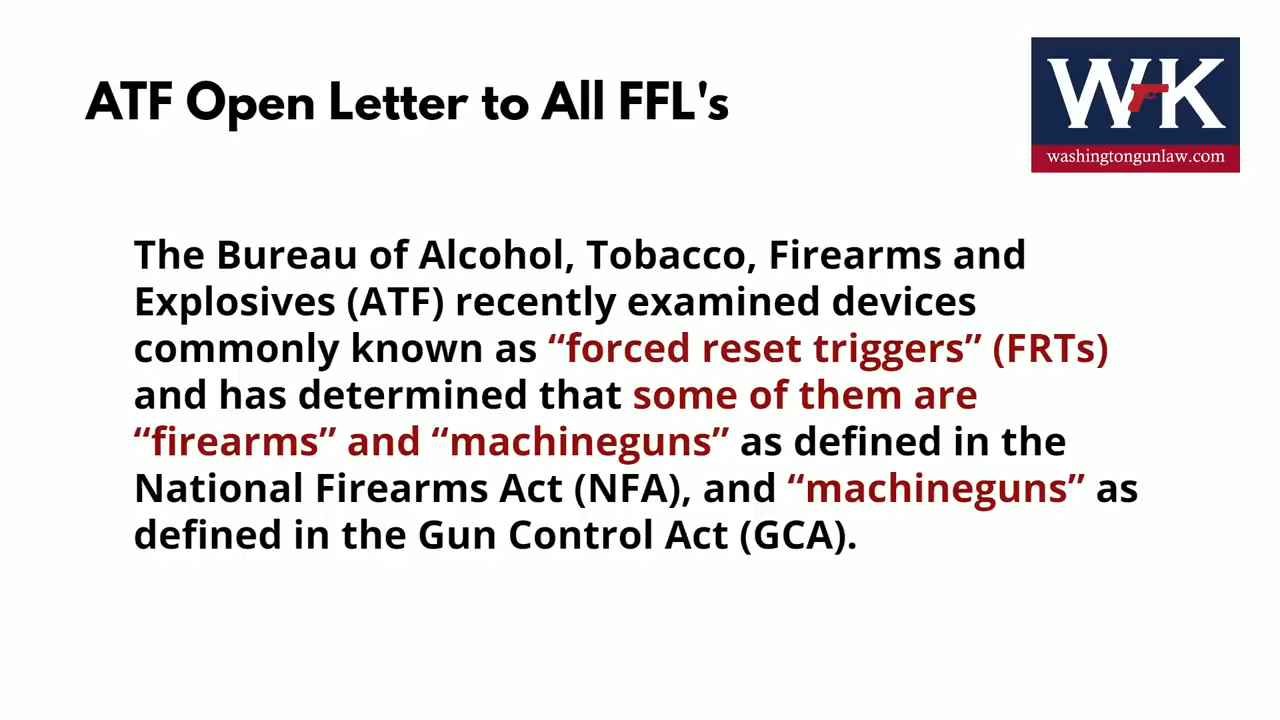 ATF Open Letter to All FFL's
WK
washingtongunlaw.com
The Bureau of Alcohol, Tobacco, Firearms and
Explosives (ATF) recently examined devices
commonly known as “forced reset triggers” (FRTs)
and has determined that some of them are
“firearms” and “machineguns” as defined in the
National Firearms Act (NFA), and “machineguns” as
defined in the Gun Control Act (GCA).